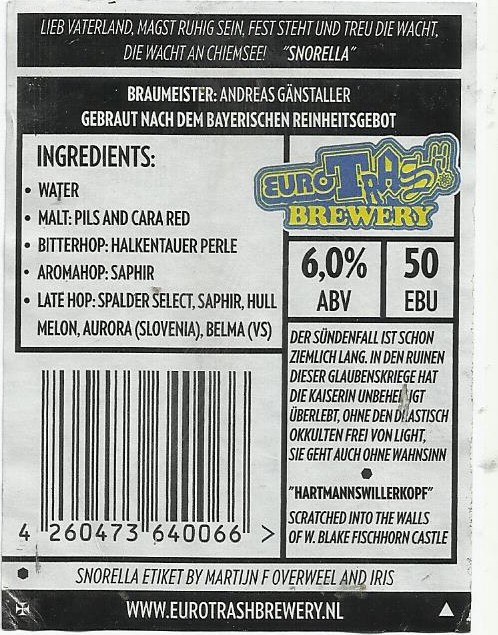 LIEB VATERLAND, MAGST RUHIG SEIN, FEST STEHT UND TREU DIE WACHT,
DIE WACHT AN CHIEMSEE! "SNORELLA"
BRAUMEISTER: ANDREAS GÄNSTALLER
GEBRAUT NACH DEM BAYERISCHEN REINHEITSGEBOT
INGREDIENTS:
• WATER
• MALT: PILS AND CARA RED
• BITTERHOP: HALKENTAUER PERLE
• AROMAHOP: SAPHIR
• LATE HOP: SPALDER SELECT, SAPHIR, HULL
MELON, AURORA (SLOVENIA), BELMA (VS)
EUROTRASH
BREWERY
6,0%
ABV
50
EBU
DER SÜNDENFALL IST SCHON
ZIEMLICH LANG. IN DEN RUINEN
DIESER GLAUBENSKRIEGE HAT
DIE KAISERIN UNBEHELLIGT
ÜBERLEBT, OHNE DEN DRASTISCH
OKKULTEN FREI VON LIGHT,
SIE GEHT AUCH OHNE WAHNSINN
"HARTMANNSWILLERKOPF"
SCRATCHED INTO THE WALLS
OF W. BLAKE FISCHHORN CASTLE
4 260473 640066 >
SNORELLA ETIKET BY MARTIJN F OVERWEEL AND IRIS
WWW.EUROTRASHBREWERY.NL